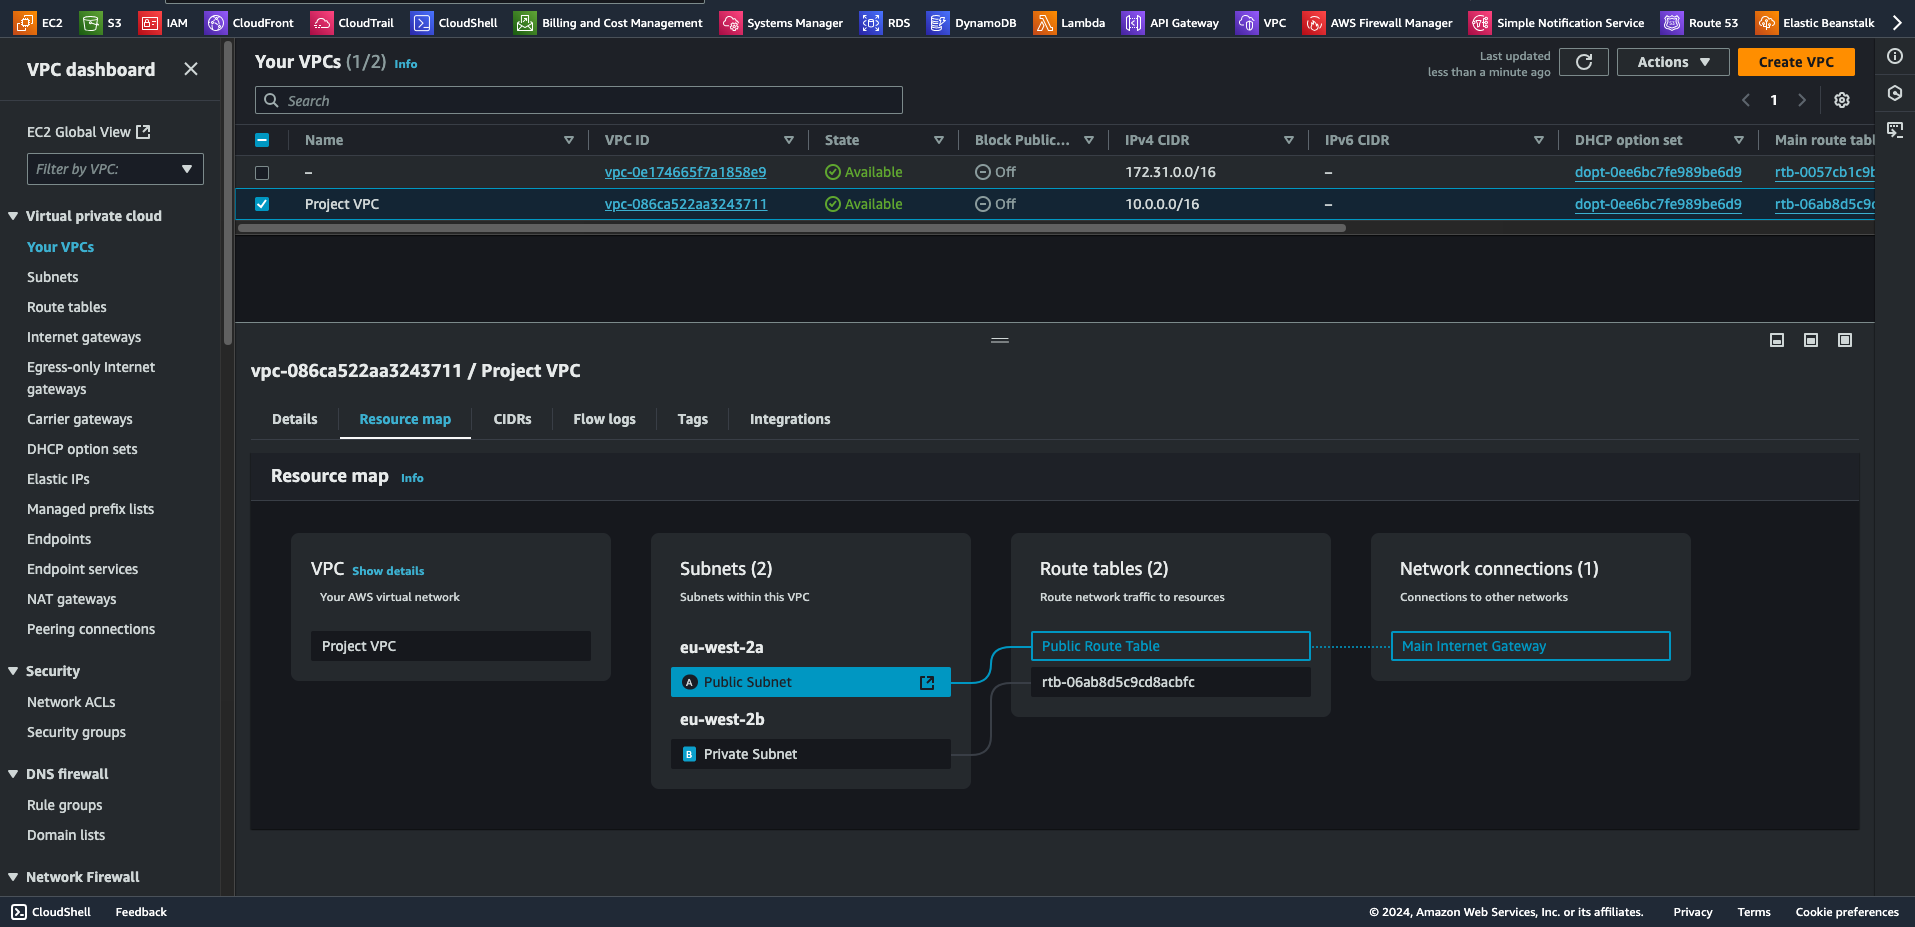 EC2 S3 IAM CloudFront CloudTrail CloudShell Billing and Cost Management Systems Manager RDS DynamoDB Lambda API Gateway VPC AWS Firewall Manager Simple Notification Service Route 53 Elastic Beanstalk
VPC dashboard
EC2 Global View
Filter by VPC:
Virtual private cloud
Your VPCs
Subnets
Route tables
Internet gateways
Egress-only Internet
gateways
Carrier gateways
DHCP option sets
Elastic IPs
Managed prefix lists
Endpoints
Endpoint services
NAT gateways
Peering connections
Security
Network ACLs
Security groups
DNS firewall
Rule groups
Domain lists
Network Firewall
Your VPCs (1/2) Info
Last updated
less than a minute ago
Actions
Create VPC
Search
1
Name VPC ID State Block Public... IPv4 CIDR IPv6 CIDR DHCP option set Main route tabl
– vpc-0e174665f7a1858e9 Available Off 172.31.0.0/16 – dopt-0ee6bc7fe989be6d9 rtb-0057cb1c9b
Project VPC vpc-086ca522aa3243711 Available Off 10.0.0.0/16 – dopt-0ee6bc7fe989be6d9 rtb-06ab8d5c9c
vpc-086ca522aa3243711 / Project VPC
Details Resource map CIDRs Flow logs Tags Integrations
Resource map Info
VPC Show details
Your AWS virtual network
Project VPC
Subnets (2)
Subnets within this VPC
eu-west-2a
A Public Subnet
eu-west-2b
B Private Subnet
Route tables (2)
Route network traffic to resources
Public Route Table
rtb-06ab8d5c9cd8acbfc
Network connections (1)
Connections to other networks
Main Internet Gateway
CloudShell Feedback © 2024, Amazon Web Services, Inc. or its affiliates. Privacy Terms Cookie preferences